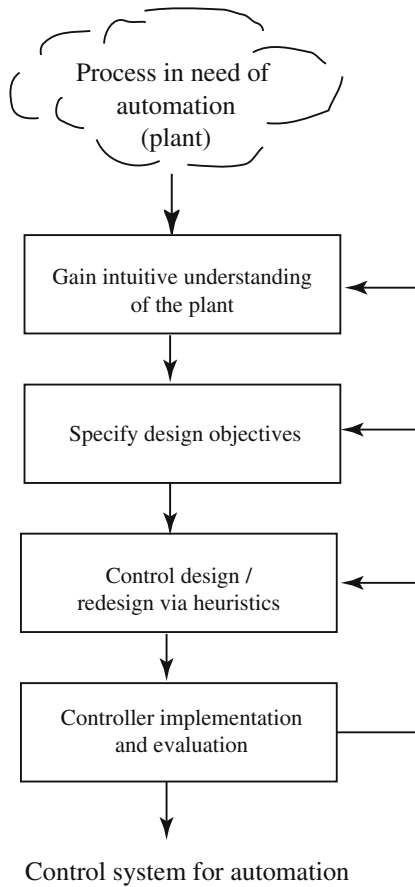 Process in need of
automation
(plant)
Gain intuitive understanding
of the plant
Specify design objectives
Control design /
redesign via heuristics
Controller implementation
and evaluation
Control system for automation